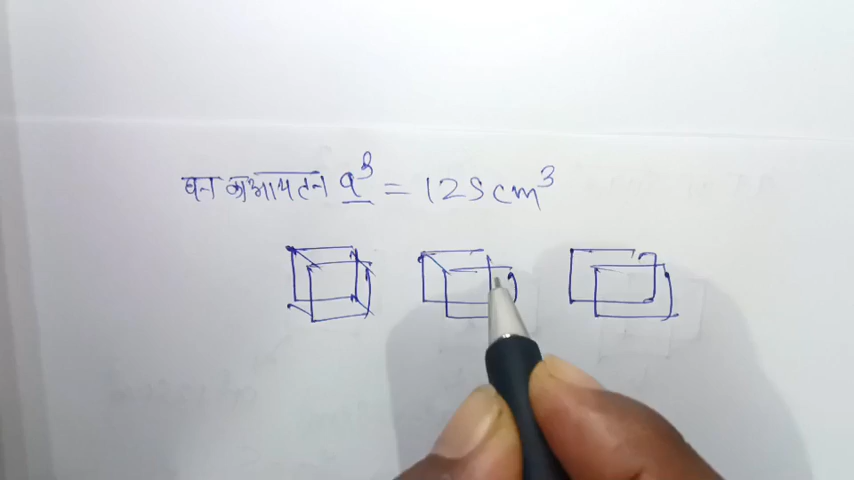 घन का आयतन a³ = 125 cm³